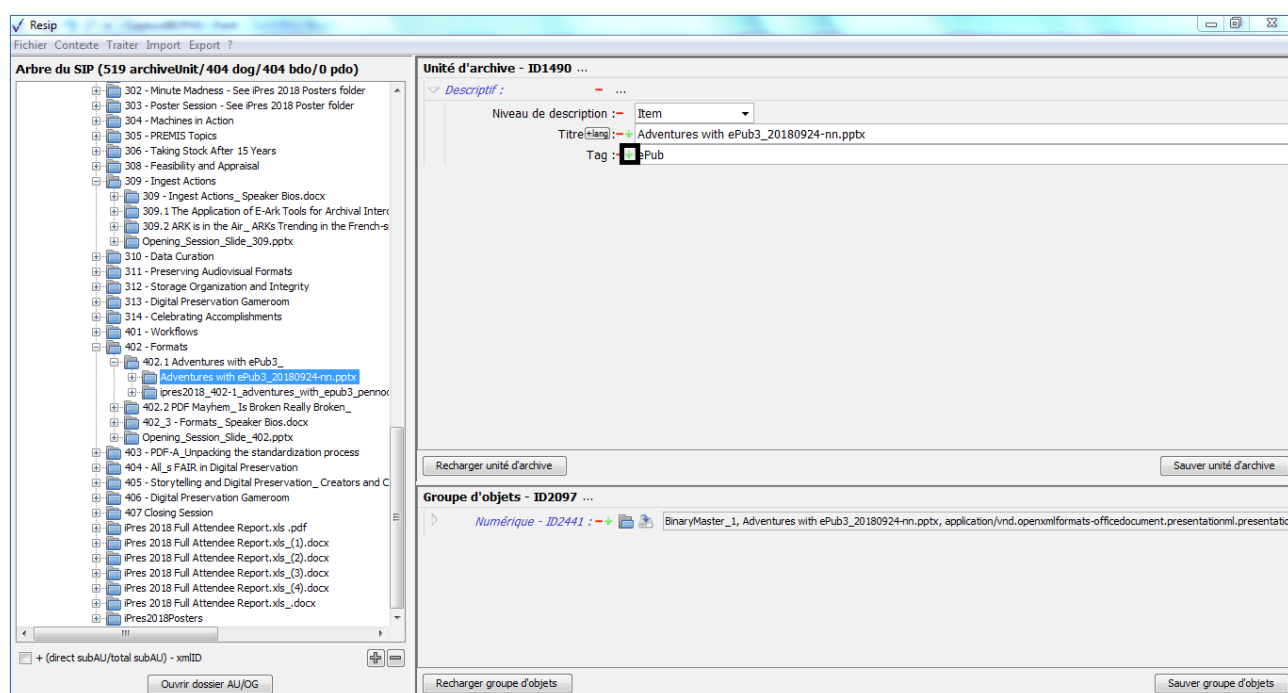 Resip
Fichier Contexte Traiter Import Export ?
Arbre du SIP (519 archiveUnit/404 dog/404 bdo/0 pdo)
302 - Minute Madness - See iPres 2018 Posters folder
303 - Poster Session - See iPres 2018 Poster folder
304 - Machines in Action
305 - PREMIS Topics
306 - Taking Stock After 15 Years
308 - Feasibility and Appraisal
309 - Ingest Actions
309 - Ingest Actions_ Speaker Bios.docx
309.1 The Application of E-Ark Tools for Archival Interc
309.2 ARK is in the Air_ ARKs Trending in the French-s
Opening_Session_Slide_309.pptx
310 - Data Curation
311 - Preserving Audiovisual Formats
312 - Storage Organization and Integrity
313 - Digital Preservation Gameroom
314 - Celebrating Accomplishments
401 - Workflows
402 - Formats
402.1 Adventures with ePub3_
Adventures with ePub3_20180924-nn.pptx
ipres2018_402-1_adventures_with_epub3_pennoc
402.2 PDF Mayhem_ Is Broken Really Broken_
402_3 - Formats_ Speaker Bios.docx
Opening_Session_Slide_402.pptx
403 - PDF-A_Unpacking the standardization process
404 - All_s FAIR in Digital Preservation
405 - Storytelling and Digital Preservation_ Creators and C
406 - Digital Preservation Gameroom
407 Closing Session
iPres 2018 Full Attendee Report.xls .pdf
iPres 2018 Full Attendee Report.xls_(1).docx
iPres 2018 Full Attendee Report.xls_(2).docx
iPres 2018 Full Attendee Report.xls_(3).docx
iPres 2018 Full Attendee Report.xls_(4).docx
iPres 2018 Full Attendee Report.xls_.docx
iPres2018Posters
+ (direct subAU/total subAU) - xmlID
Ouvrir dossier AU/OG
Unité d'archive - ID1490 ...
Descriptif : - ...
Niveau de description :- Item
Titre +lang :-+ Adventures with ePub3_20180924-nn.pptx
Tag :-+ ePub
Recharger unité d'archive
Sauver unité d'archive
Groupe d'objets - ID2097 ...
Numérique - ID2441 : -+ BinaryMaster_1, Adventures with ePub3_20180924-nn.pptx, application/vnd.openxmlformats-officedocument.presentationml.presentatio
Recharger groupe d'objets
Sauver groupe d'objets